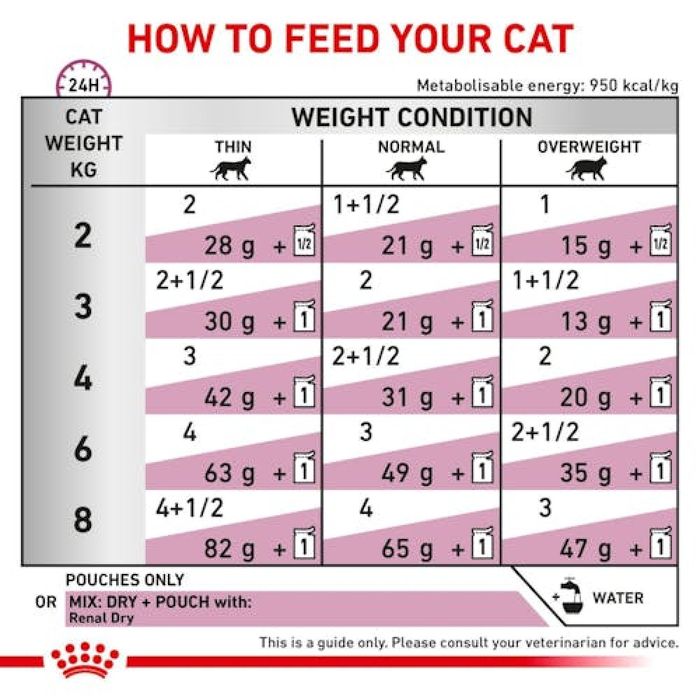 HOW TO FEED YOUR CAT
24H
Metabolisable energy: 950 kcal/kg
CAT WEIGHT KG
WEIGHT CONDITION
THIN NORMAL OVERWEIGHT
2
2 1+1/2 1
28 g + 1/2 21 g + 1/2 15 g + 1/2
3
2+1/2 2 1+1/2
30 g + 1 21 g + 1 13 g + 1
4
3 2+1/2 2
42 g + 1 31 g + 1 20 g + 1
6
4 3 2+1/2
63 g + 1 49 g + 1 35 g + 1
8
4+1/2 4 3
82 g + 1 65 g + 1 47 g + 1
POUCHES ONLY
OR MIX: DRY + POUCH with:
Renal Dry
+ WATER
This is a guide only. Please consult your veterinarian for advice.